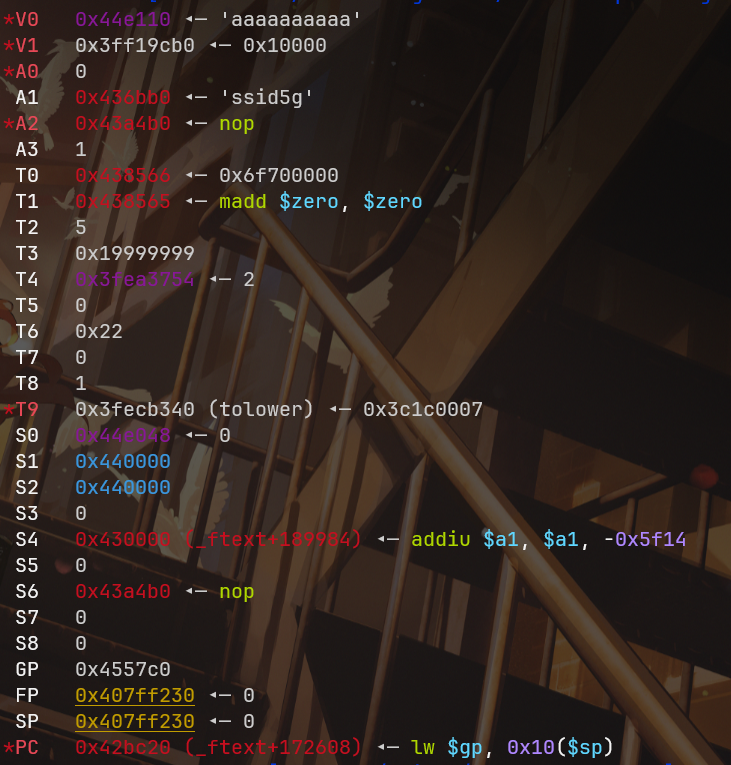 *V0 0x44e110 ◂— 'aaaaaaaaaa'
*V1 0x3ff19cb0 ◂— 0x10000
*A0 0
A1 0x436bb0 ◂— 'ssid5g'
*A2 0x43a4b0 ◂— nop
A3 1
T0 0x438566 ◂— 0x6f700000
T1 0x438565 ◂— madd $zero, $zero
T2 5
T3 0x19999999
T4 0x3fea3754 ◂— 2
T5 0
T6 0x22
T7 0
T8 1
*T9 0x3fecb340 (tolower) ◂— 0x3c1c0007
S0 0x44e048 ◂— 0
S1 0x440000
S2 0x440000
S3 0
S4 0x430000 (_ftext+189984) ◂— addiu $a1, $a1, -0x5f14
S5 0
S6 0x43a4b0 ◂— nop
S7 0
S8 0
GP 0x4557c0
FP 0x407ff230 ◂— 0
SP 0x407ff230 ◂— 0
*PC 0x42bc20 (_ftext+172608) ◂— lw $gp, 0x10($sp)